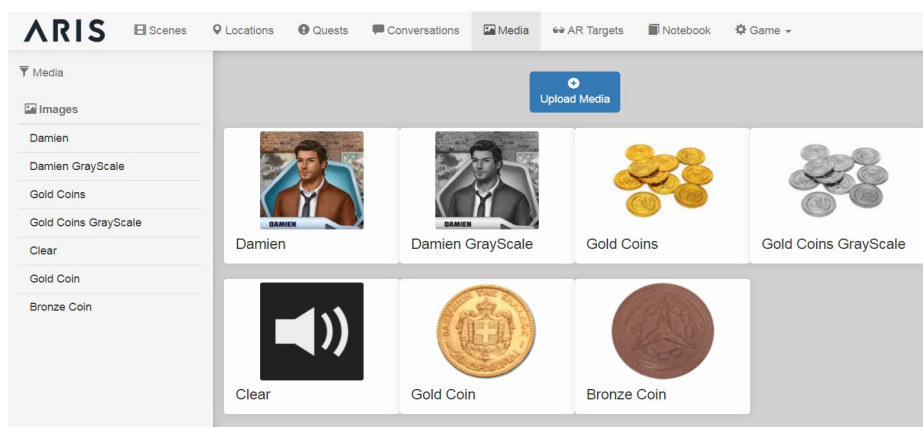 ARIS
Scenes
Locations
Quests
Conversations
Media
AR Targets
Notebook
Game
Media
Images
Damien
Damien GrayScale
Gold Coins
Gold Coins GrayScale
Clear
Gold Coin
Bronze Coin
Upload Media
DAMIEN
DAMIEN
Damien
Damien GrayScale
Gold Coins
Gold Coins GrayScale
Clear
Gold Coin
Bronze Coin